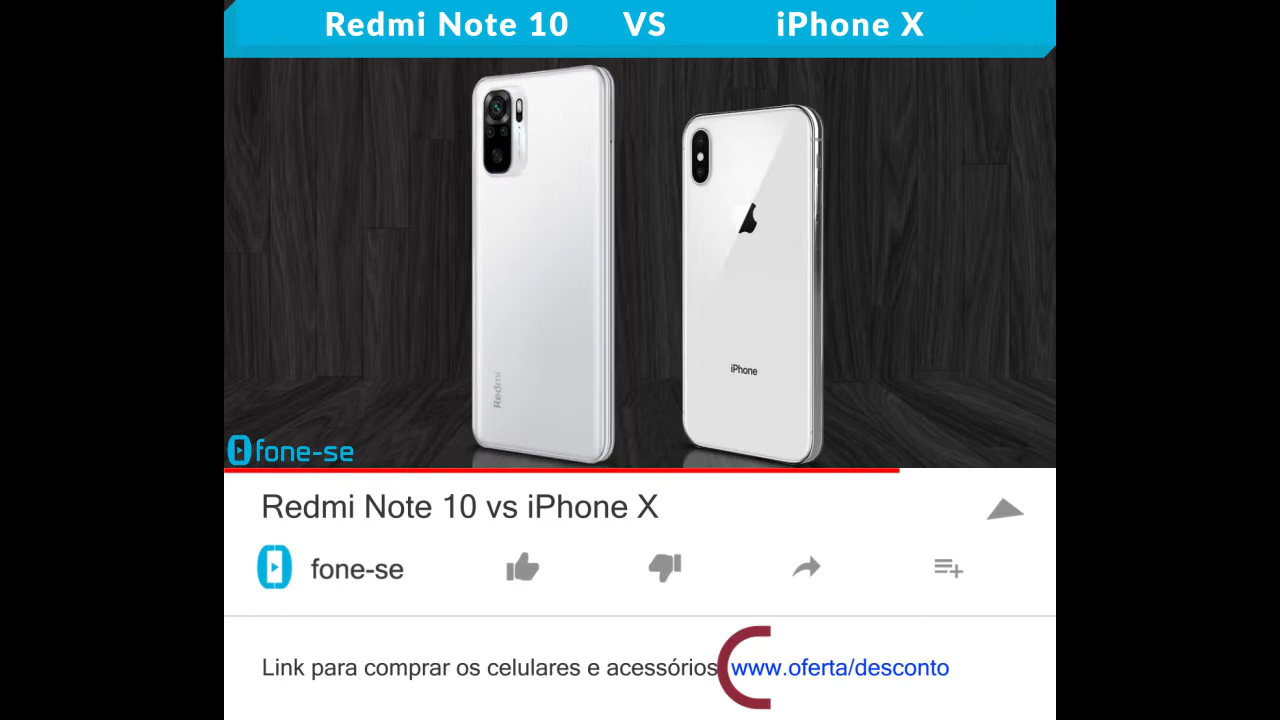 Redmi Note 10 VS iPhone X
Redmi
iPhone
fone-se
Redmi Note 10 vs iPhone X
fone-se
Link para comprar os celulares e acessórios www.oferta/desconto